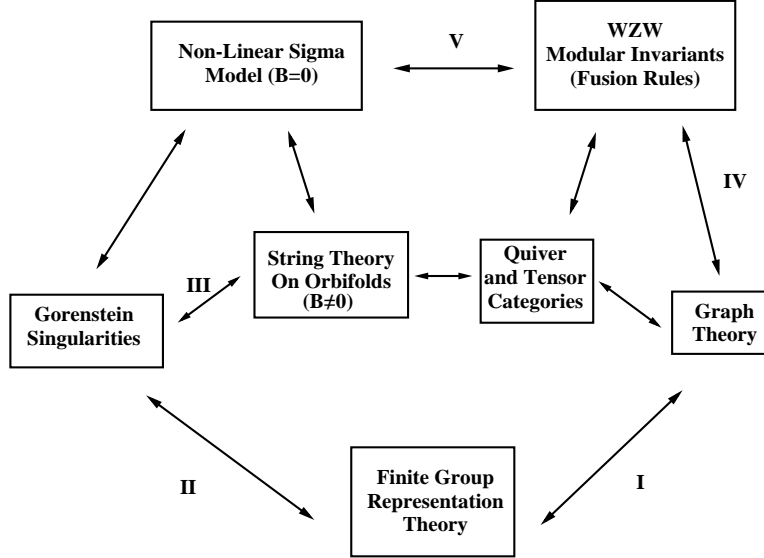 Non-Linear Sigma
Model (B=0)
V
WZW
Modular Invariants
(Fusion Rules)
IV
III
String Theory
On Orbifolds
(B≠0)
Quiver
and Tensor
Categories
Gorenstein
Singularities
Graph
Theory
II
Finite Group
Representation
Theory
I